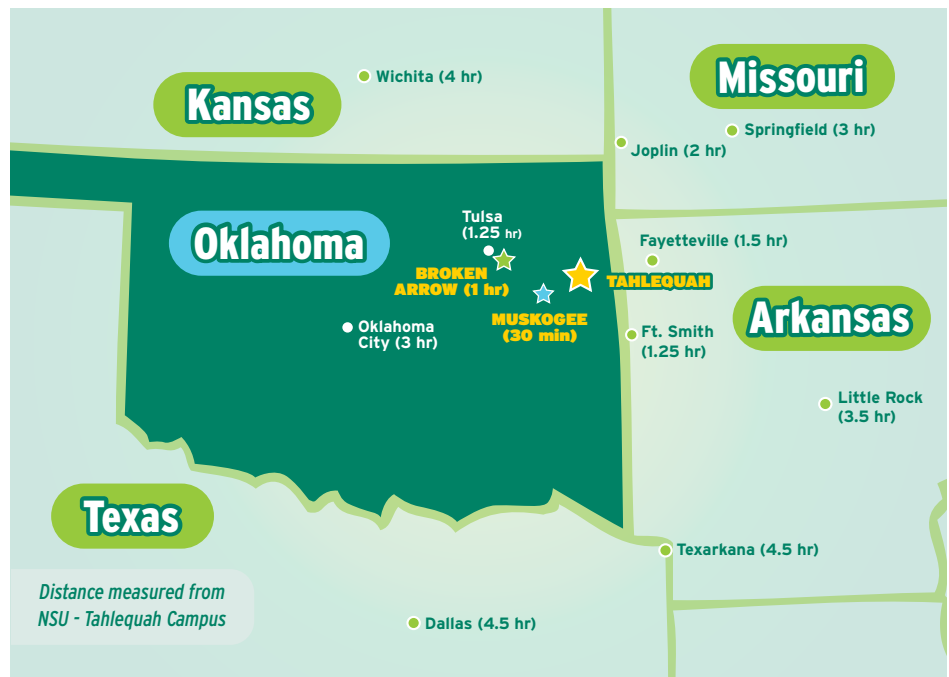 Kansas
Wichita (4 hr)
Missouri
Springfield (3 hr)
Joplin (2 hr)
Oklahoma
Tulsa
(1.25 hr)
BROKEN
ARROW (1 hr)
MUSKOGEE
(30 min)
TAHLEQUAH
Fayetteville (1.5 hr)
Oklahoma
City (3 hr)
Arkansas
Ft. Smith
(1.25 hr)
Little Rock
(3.5 hr)
Texas
Texarkana (4.5 hr)
Distance measured from
NSU - Tahlequah Campus
Dallas (4.5 hr)